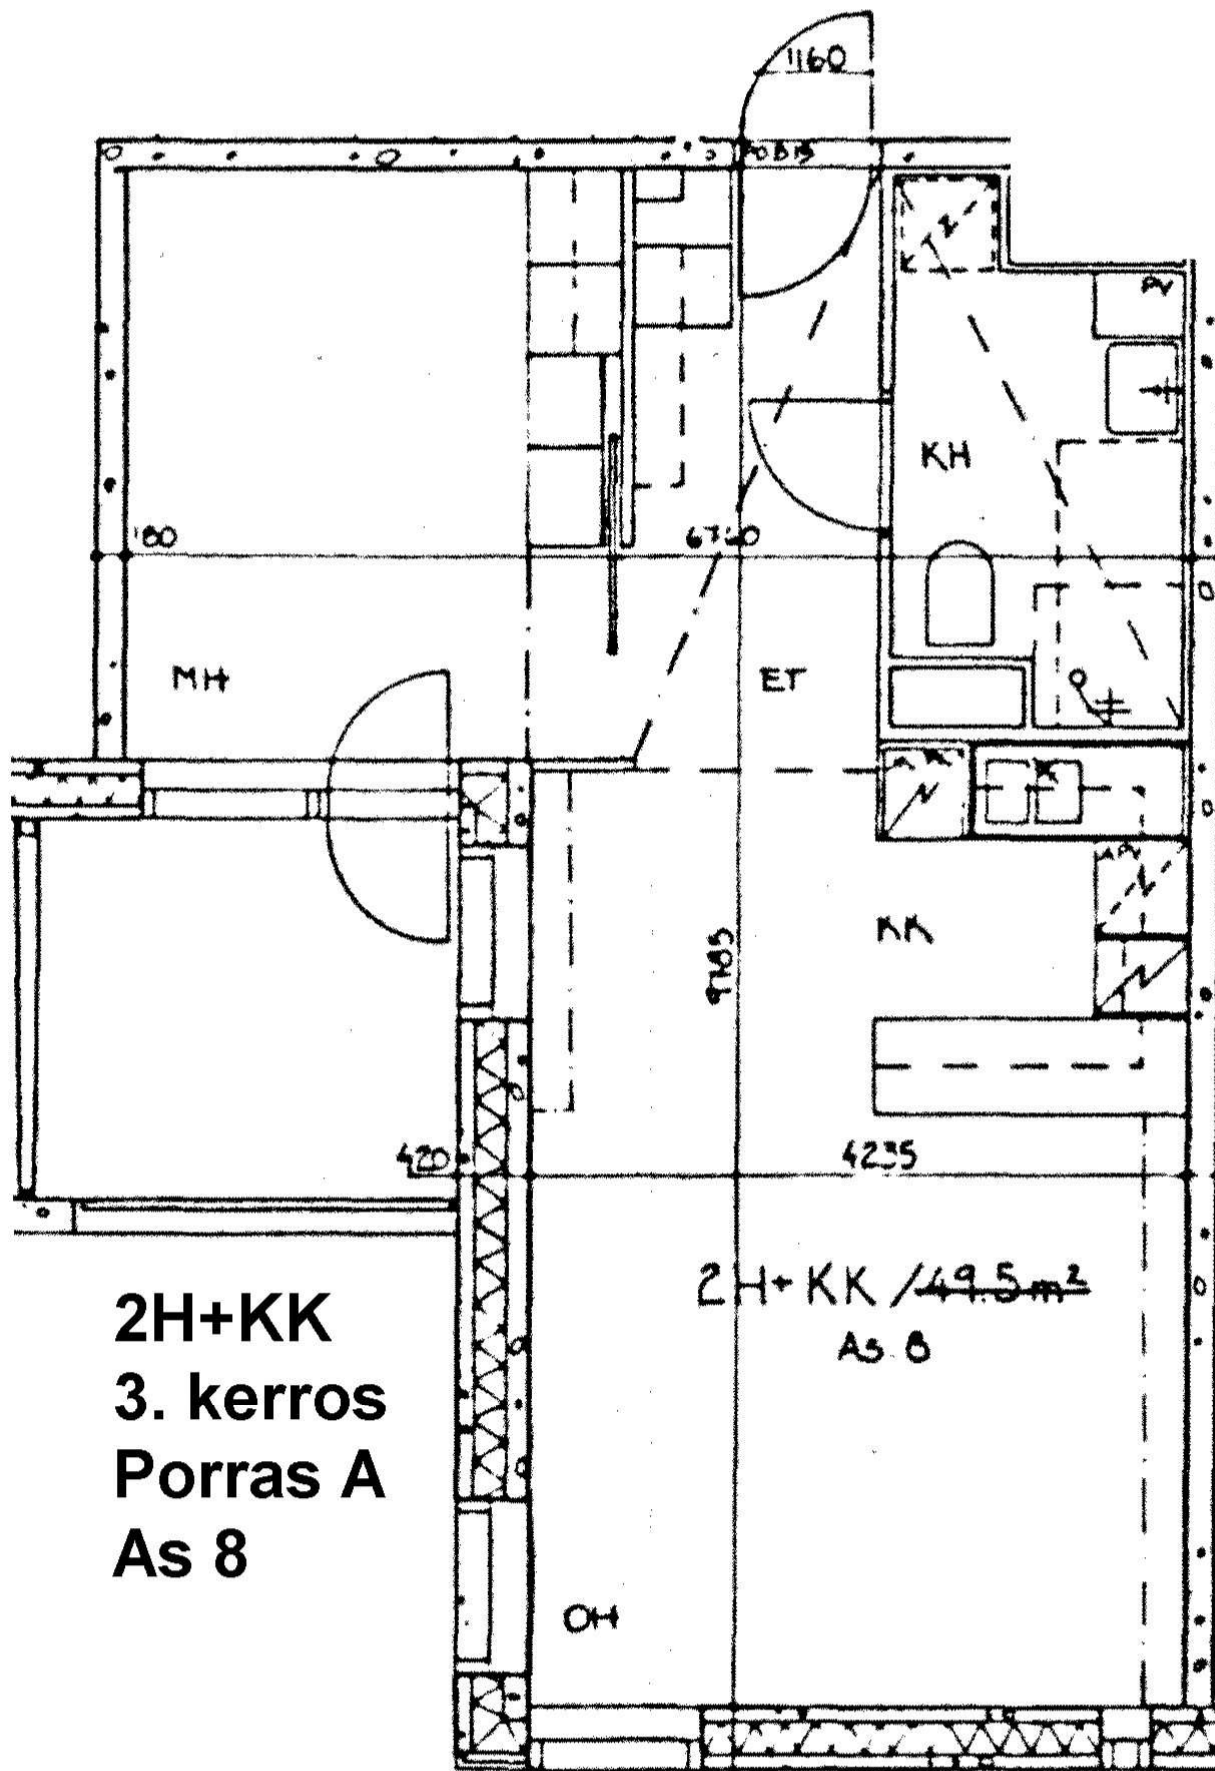 1160
PV
KH
180
MH
ET
APK
KK
9785
420
4235
2H+KK /49.5 m²
As 8
2H+KK
3. kerros
Porras A
As 8
OH